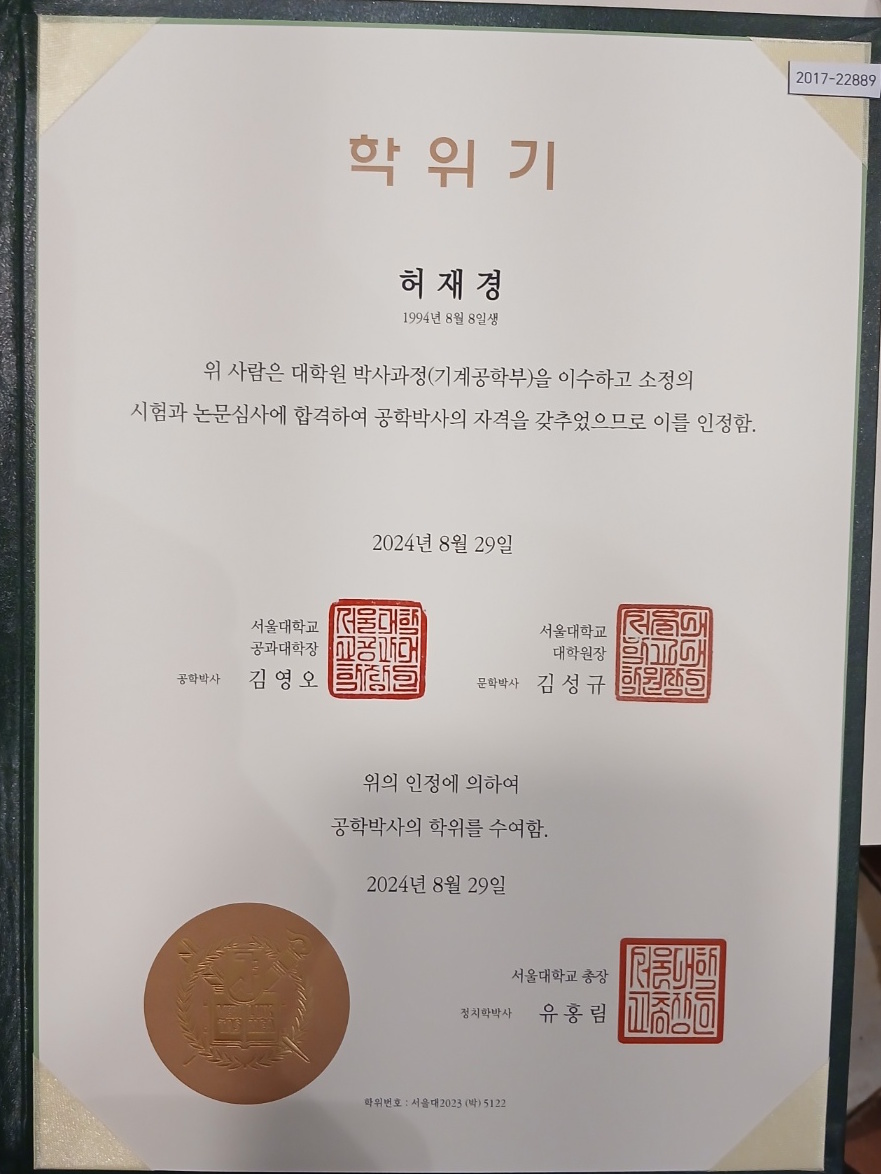 2017-22889
학위기
허재경
1994년 8월 8일생
위 사람은 대학원 박사과정(기계공학부)을 이수하고 소정의
시험과 논문심사에 합격하여 공학박사의 자격을 갖추었으므로 이를 인정함.
2024년 8월 29일
서울대학교
공과대학장
공학박사 김영오
서울대학교
대학원장
문학박사 김성규
위의 인정에 의하여
공학박사의 학위를 수여함.
2024년 8월 29일
서울대학교 총장
정치학박사 유홍림
학위번호 : 서울대2023 (박) 5122